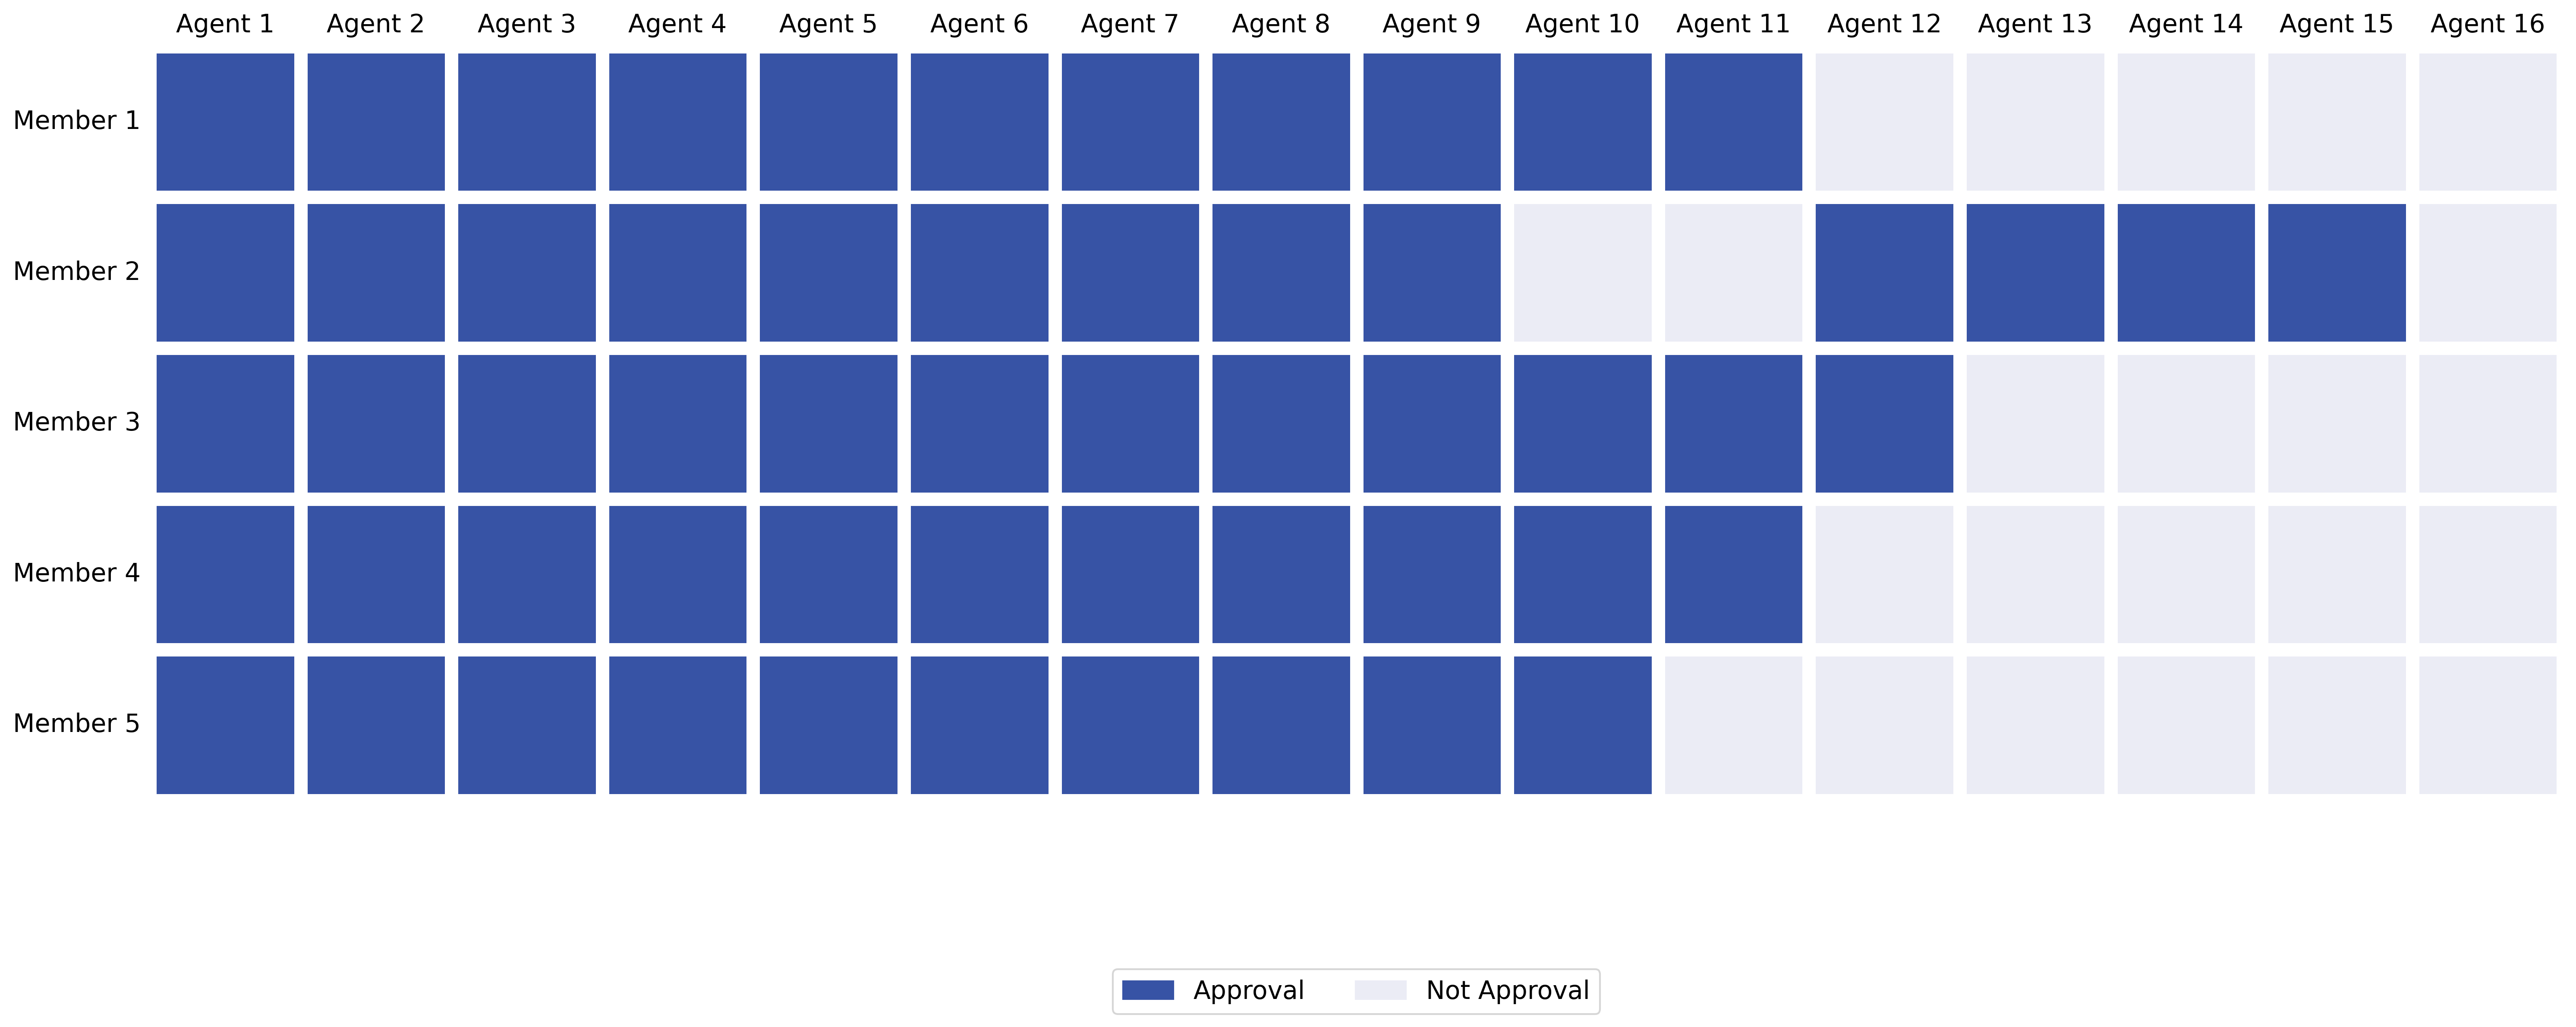 Agent 1 Agent 2 Agent 3 Agent 4 Agent 5 Agent 6 Agent 7 Agent 8 Agent 9 Agent 10 Agent 11 Agent 12 Agent 13 Agent 14 Agent 15 Agent 16
Member 1
Member 2
Member 3
Member 4
Member 5
Approval Not Approval